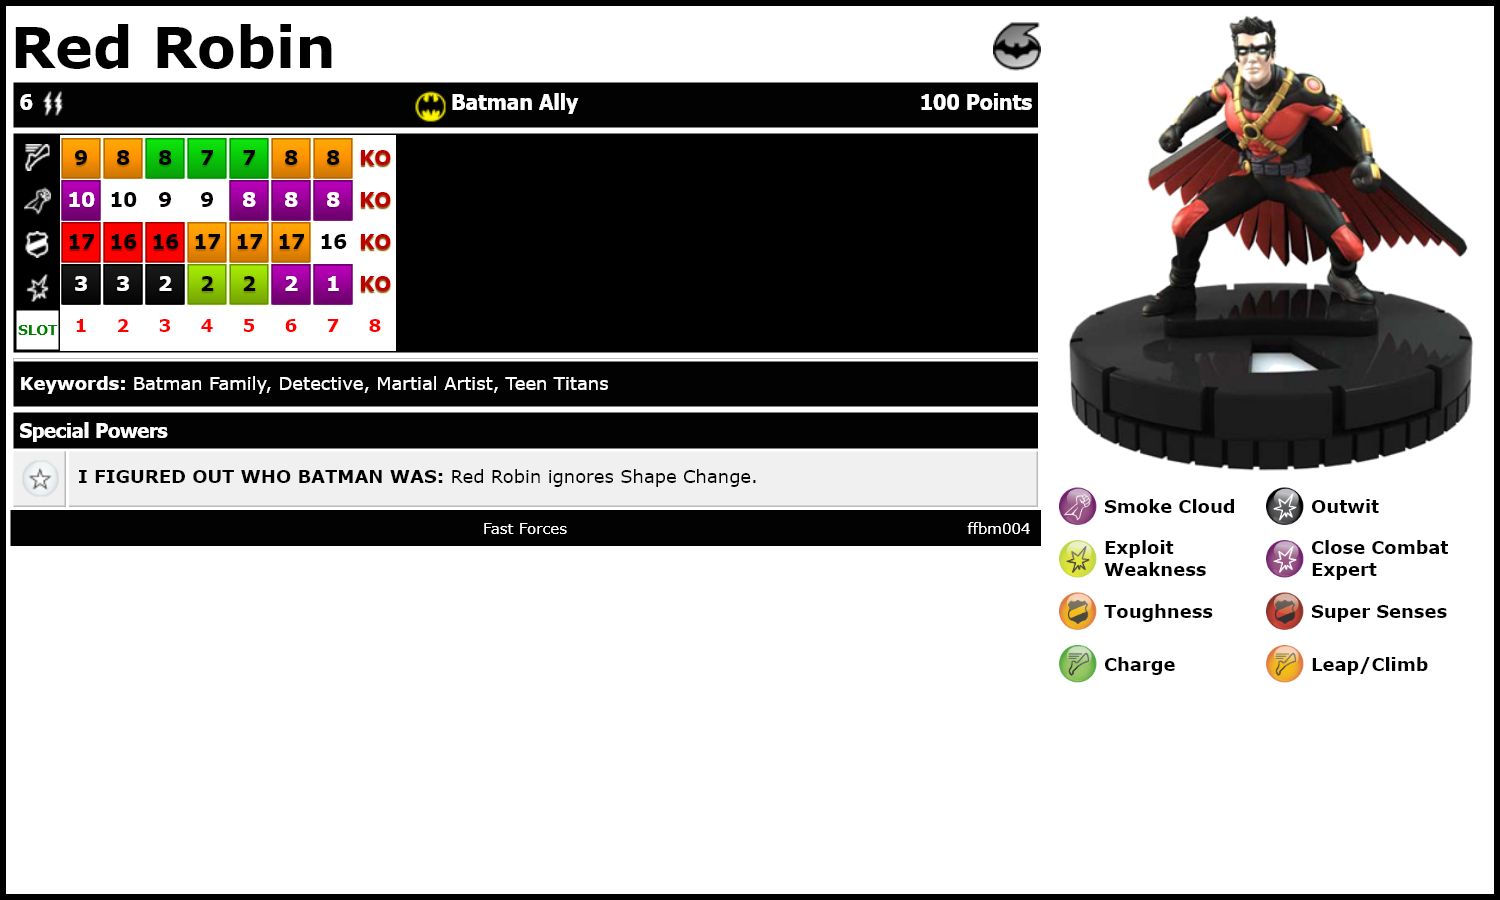 Red Robin
6 Batman Ally 100 Points
9 8 8 7 7 8 8 KO
10 10 9 9 8 8 8 KO
17 16 16 17 17 17 16 KO
3 3 2 2 2 2 1 KO
SLOT 1 2 3 4 5 6 7 8
Keywords: Batman Family, Detective, Martial Artist, Teen Titans
Special Powers
I FIGURED OUT WHO BATMAN WAS: Red Robin ignores Shape Change.
Fast Forces ffbm004
Smoke Cloud
Outwit
Exploit
Weakness
Close Combat
Expert
Toughness
Super Senses
Charge
Leap/Climb